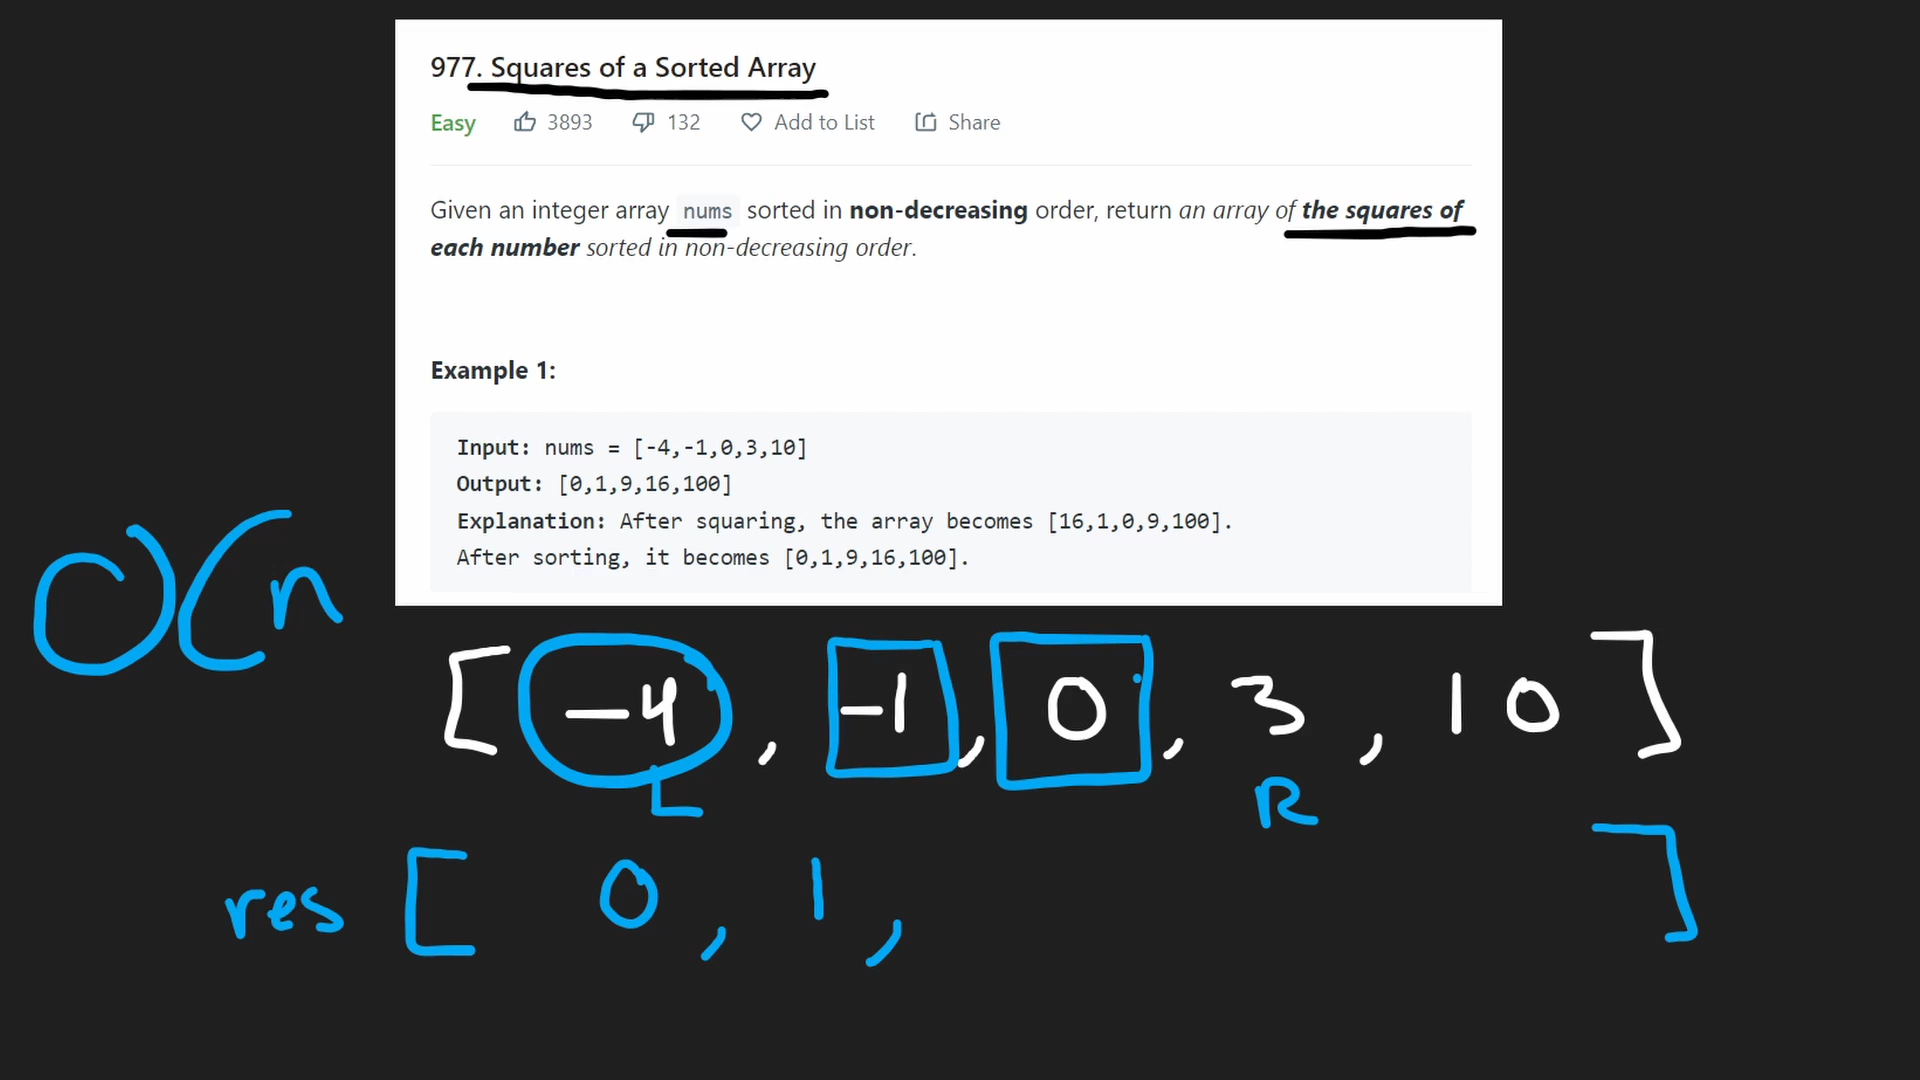 977. Squares of a Sorted Array
Easy 3893 132 Add to List Share
Given an integer array nums sorted in non-decreasing order, return an array of the squares of
each number sorted in non-decreasing order.
Example 1:
Input: nums = [-4,-1,0,3,10]
Output: [0,1,9,16,100]
Explanation: After squaring, the array becomes [16,1,0,9,100].
After sorting, it becomes [0,1,9,16,100].
O(n
[ -4, -1, 0, 3, 10 ]
L R
res [ 0, 1, ]